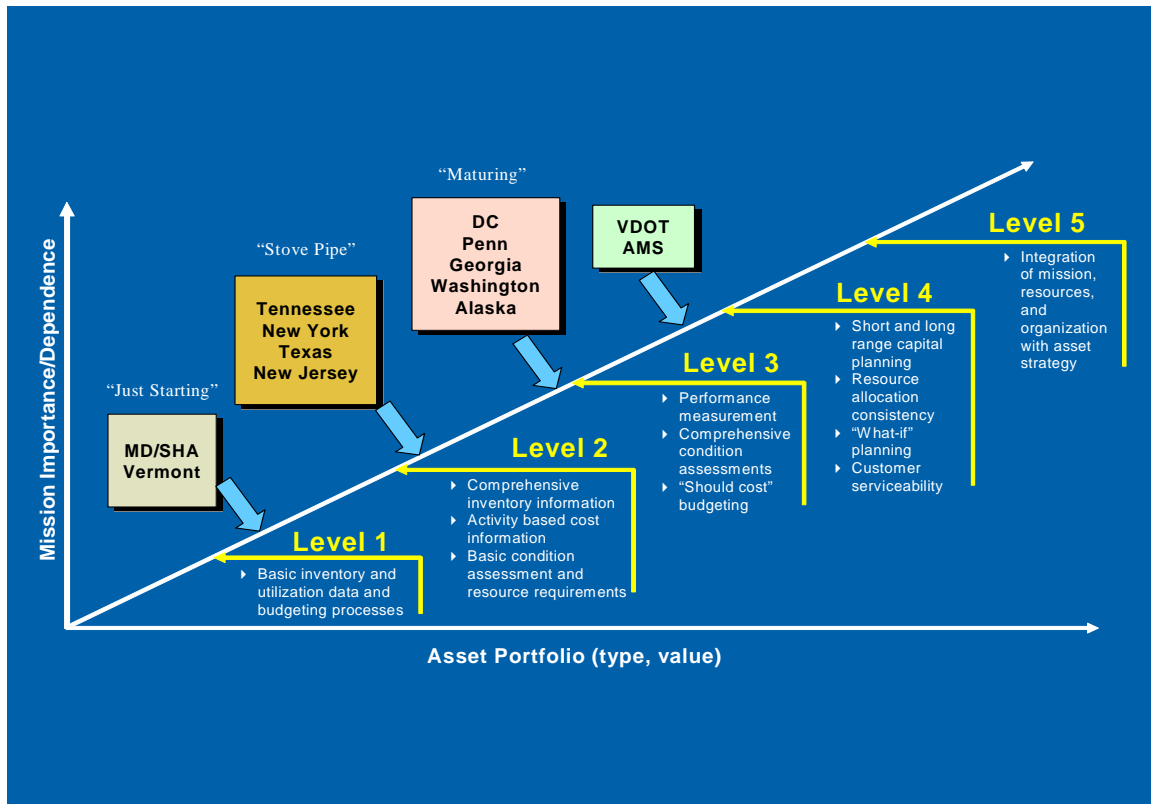 “Maturing”
DC
Penn
Georgia
Washington
Alaska
VDOT
AMS
“Stove Pipe”
Tennessee
New York
Texas
New Jersey
“Just Starting”
MD/SHA
Vermont
Level 5
Integration
of mission,
resources,
and
organization
with asset
strategy
Level 4
Short and long
range capital
planning
Resource
allocation
consistency
“What-if”
planning
Customer
serviceability
Level 3
Performance
measurement
Comprehensive
condition
assessments
“Should cost”
budgeting
Level 2
Comprehensive
inventory information
Activity based cost
information
Basic condition
assessment and
resource requirements
Level 1
Basic inventory and
utilization data and
budgeting processes
Mission Importance/Dependence
Asset Portfolio (type, value)